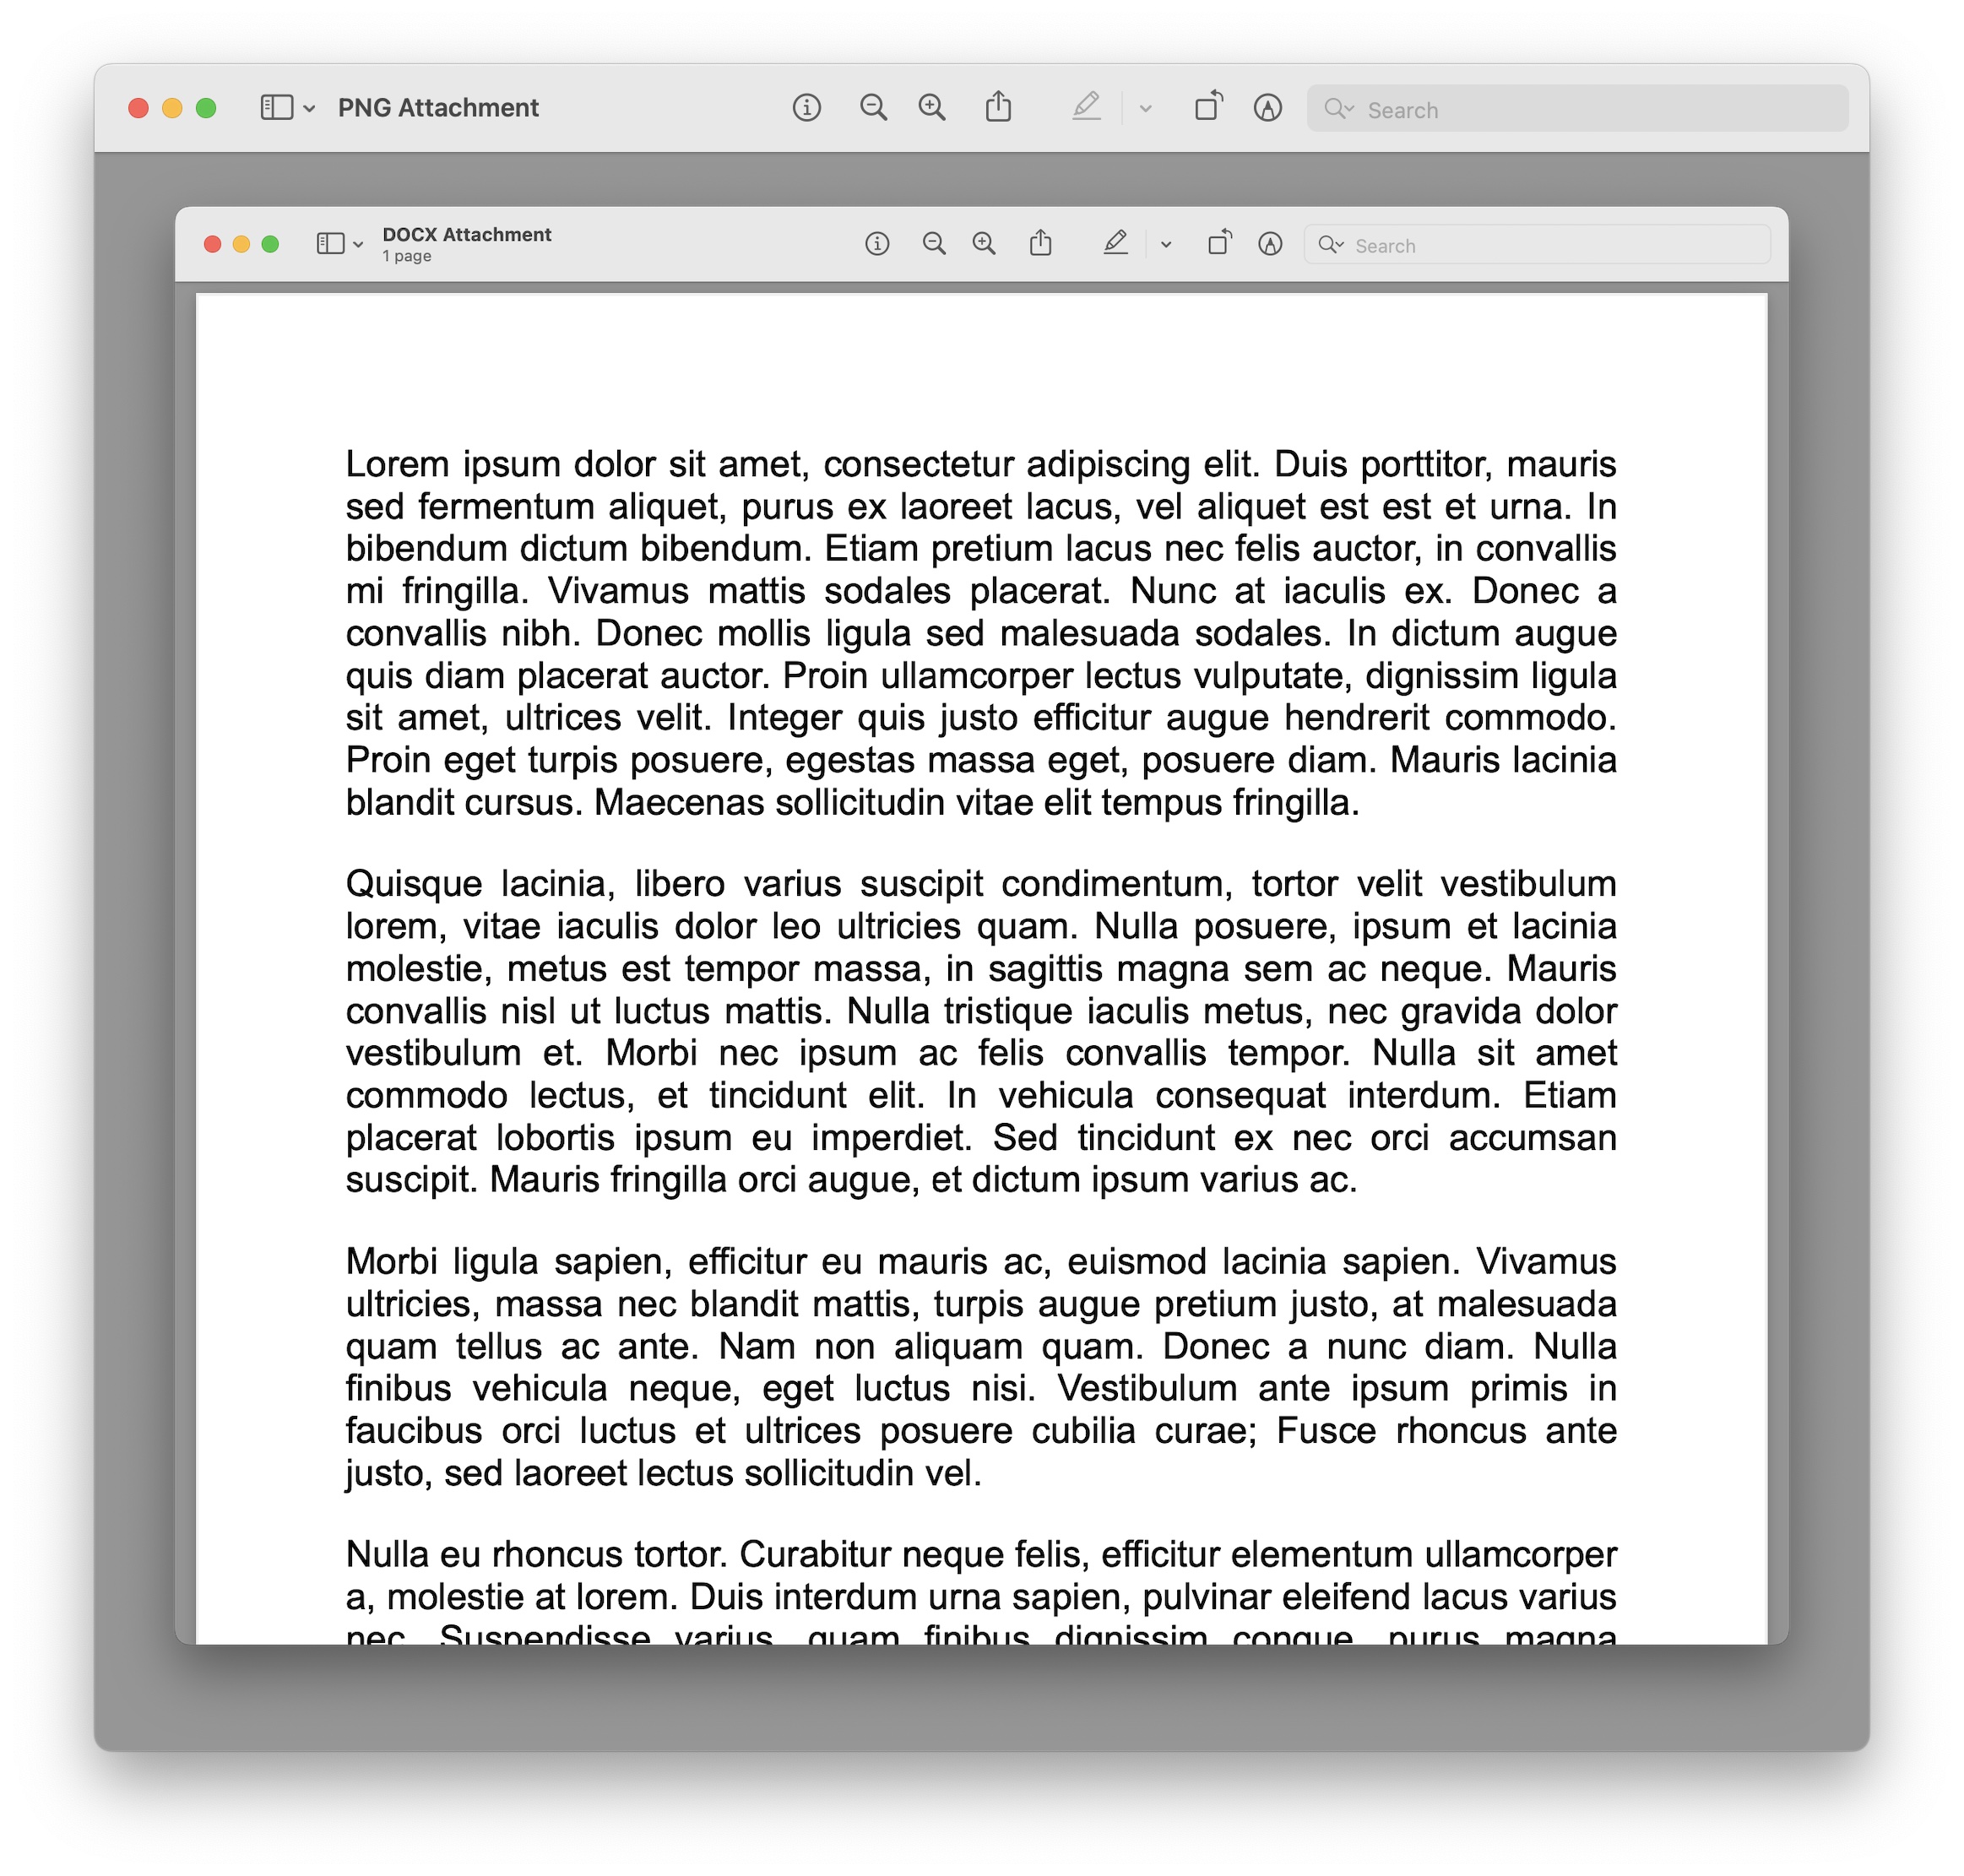 PNG Attachment
Search
DOCX Attachment
1 page
Search
Lorem ipsum dolor sit amet, consectetur adipiscing elit. Duis porttitor, mauris
sed fermentum aliquet, purus ex laoreet lacus, vel aliquet est est et urna. In
bibendum dictum bibendum. Etiam pretium lacus nec felis auctor, in convallis
mi fringilla. Vivamus mattis sodales placerat. Nunc at iaculis ex. Donec a
convallis nibh. Donec mollis ligula sed malesuada sodales. In dictum augue
quis diam placerat auctor. Proin ullamcorper lectus vulputate, dignissim ligula
sit amet, ultrices velit. Integer quis justo efficitur augue hendrerit commodo.
Proin eget turpis posuere, egestas massa eget, posuere diam. Mauris lacinia
blandit cursus. Maecenas sollicitudin vitae elit tempus fringilla.
Quisque lacinia, libero varius suscipit condimentum, tortor velit vestibulum
lorem, vitae iaculis dolor leo ultricies quam. Nulla posuere, ipsum et lacinia
molestie, metus est tempor massa, in sagittis magna sem ac neque. Mauris
convallis nisl ut luctus mattis. Nulla tristique iaculis metus, nec gravida dolor
vestibulum et. Morbi nec ipsum ac felis convallis tempor. Nulla sit amet
commodo lectus, et tincidunt elit. In vehicula consequat interdum. Etiam
placerat lobortis ipsum eu imperdiet. Sed tincidunt ex nec orci accumsan
suscipit. Mauris fringilla orci augue, et dictum ipsum varius ac.
Morbi ligula sapien, efficitur eu mauris ac, euismod lacinia sapien. Vivamus
ultricies, massa nec blandit mattis, turpis augue pretium justo, at malesuada
quam tellus ac ante. Nam non aliquam quam. Donec a nunc diam. Nulla
finibus vehicula neque, eget luctus nisi. Vestibulum ante ipsum primis in
faucibus orci luctus et ultrices posuere cubilia curae; Fusce rhoncus ante
justo, sed laoreet lectus sollicitudin vel.
Nulla eu rhoncus tortor. Curabitur neque felis, efficitur elementum ullamcorper
a, molestie at lorem. Duis interdum urna sapien, pulvinar eleifend lacus varius
nec. Suspendisse varius, quam finibus dignissim congue, purus magna